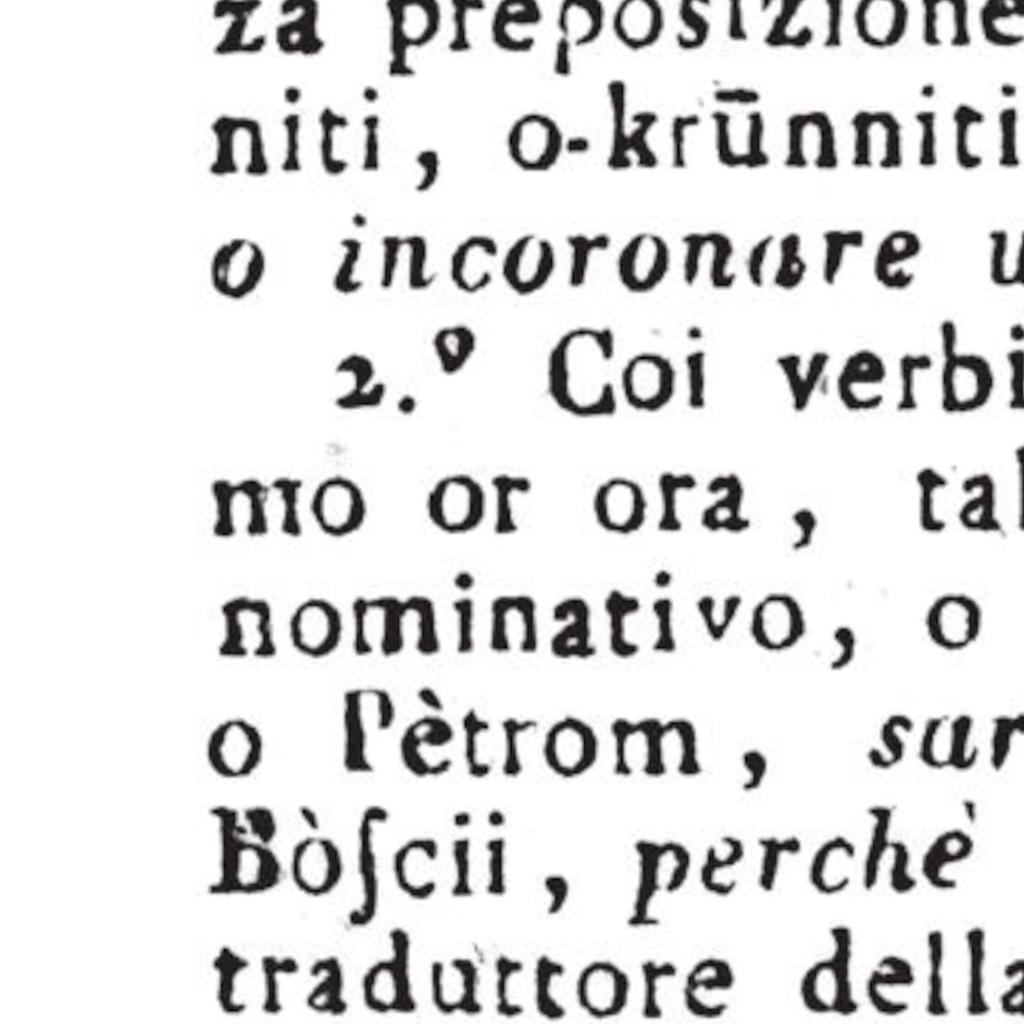 za preposizione
niti, o-krūnniti
o incoronare u
2.º Coi verbi
mo or ora, tal
nominativo, o
o Pètrom, sar
Bòſcii, perchè
traduttore della